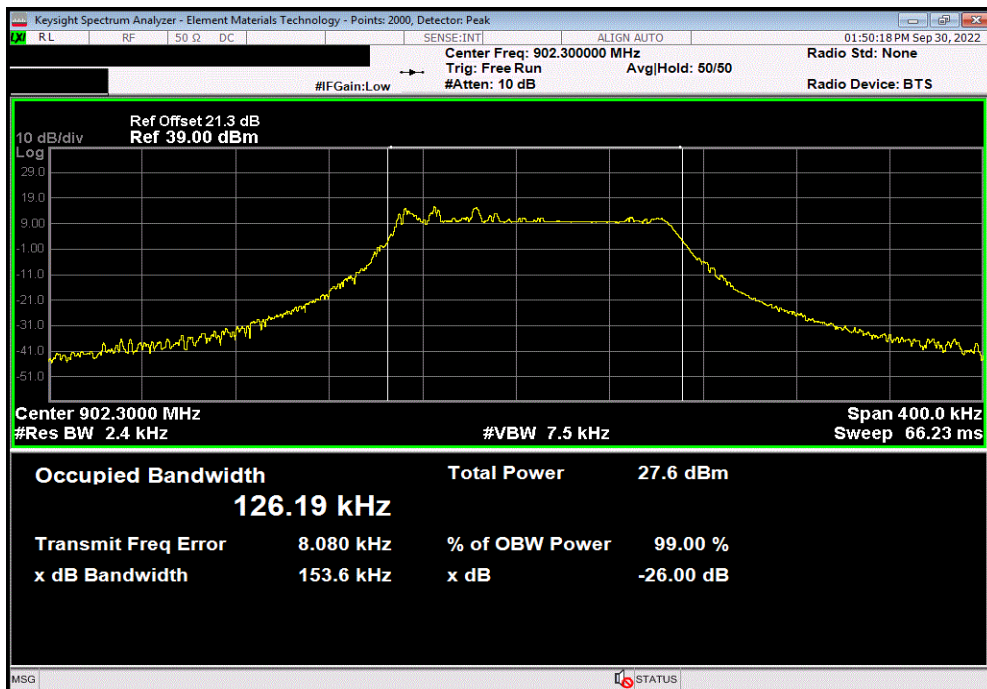 Keysight Spectrum Analyzer - Element Materials Technology - Points: 2000, Detector: Peak
LXI RL RF 50 Ω DC SENSE:INT ALIGN AUTO 01:50:18 PM Sep 30, 2022
Center Freq: 902.300000 MHz Radio Std: None
Trig: Free Run Avg|Hold: 50/50
#IFGain:Low #Atten: 10 dB Radio Device: BTS
Ref Offset 21.3 dB
10 dB/div Ref 39.00 dBm
Log
29.0
19.0
9.00
-1.00
-11.0
-21.0
-31.0
-41.0
-51.0
Center 902.3000 MHz Span 400.0 kHz
#Res BW 2.4 kHz #VBW 7.5 kHz Sweep 66.23 ms
Occupied Bandwidth Total Power 27.6 dBm
126.19 kHz
Transmit Freq Error 8.080 kHz % of OBW Power 99.00 %
x dB Bandwidth 153.6 kHz x dB -26.00 dB
MSG STATUS